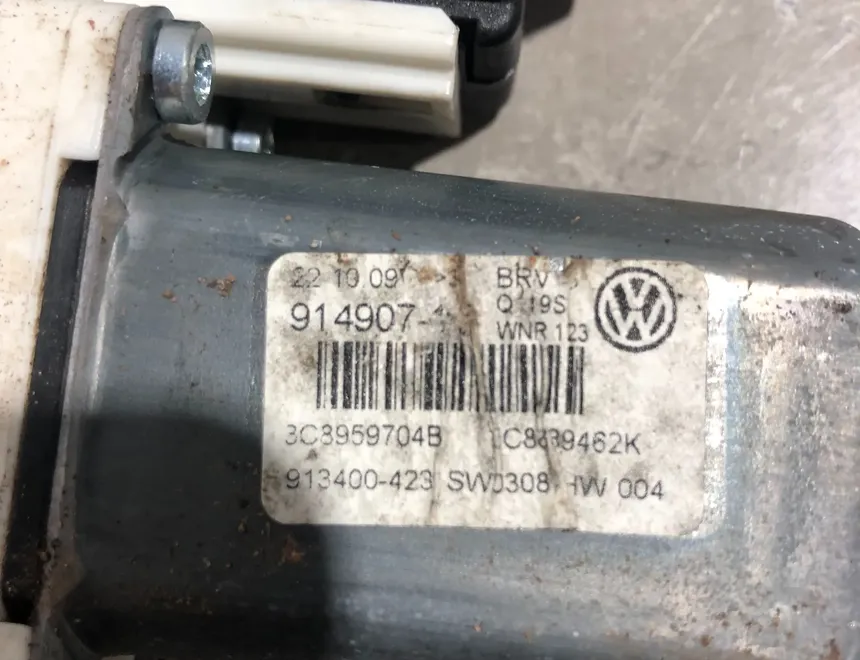 22 10 09
BRV
914907-
WNR 123
3C8959704B
913400-423 SW0308 HW 004